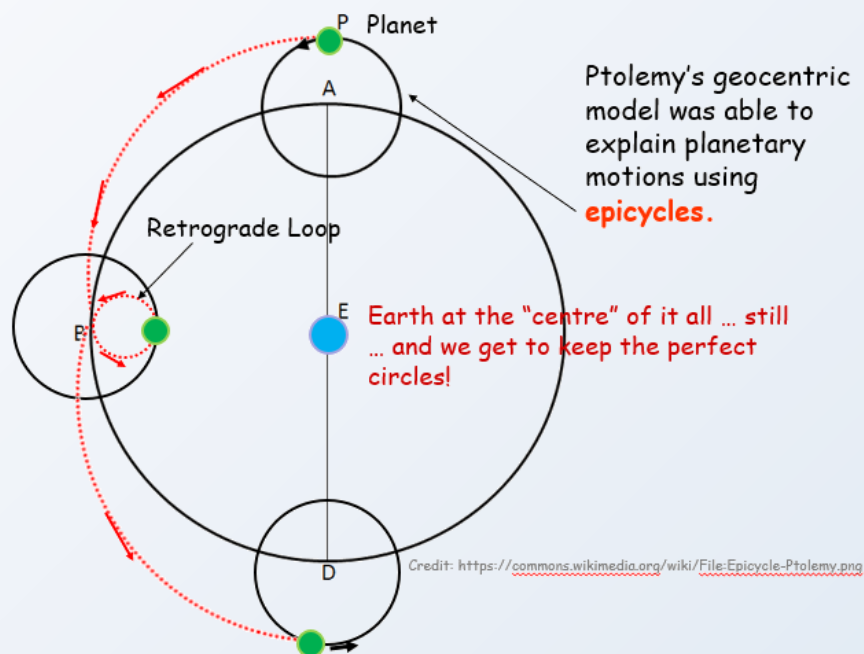 P Planet
A
Ptolemy's geocentric
model was able to
explain planetary
motions using
epicycles.
Retrograde Loop
B
E
Earth at the "centre" of it all … still
… and we get to keep the perfect
circles!
D
Credit: https://commons.wikimedia.org/wiki/File:Epicycle-Ptolemy.png